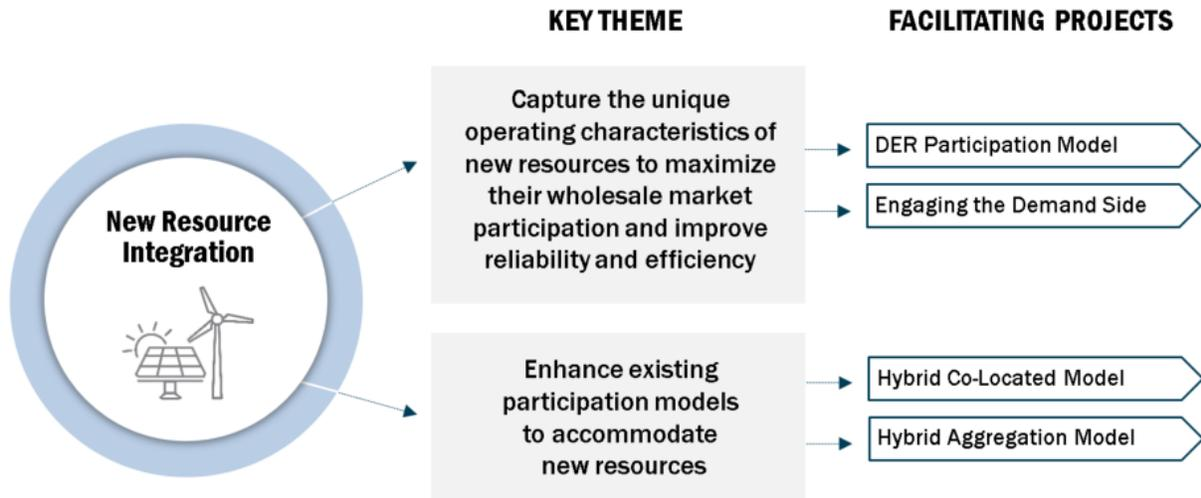 KEY THEME
FACILITATING PROJECTS
New Resource
Integration
Capture the unique
operating characteristics of
new resources to maximize
their wholesale market
participation and improve
reliability and efficiency
DER Participation Model
Engaging the Demand Side
Enhance existing
participation models
to accommodate
new resources
Hybrid Co-Located Model
Hybrid Aggregation Model